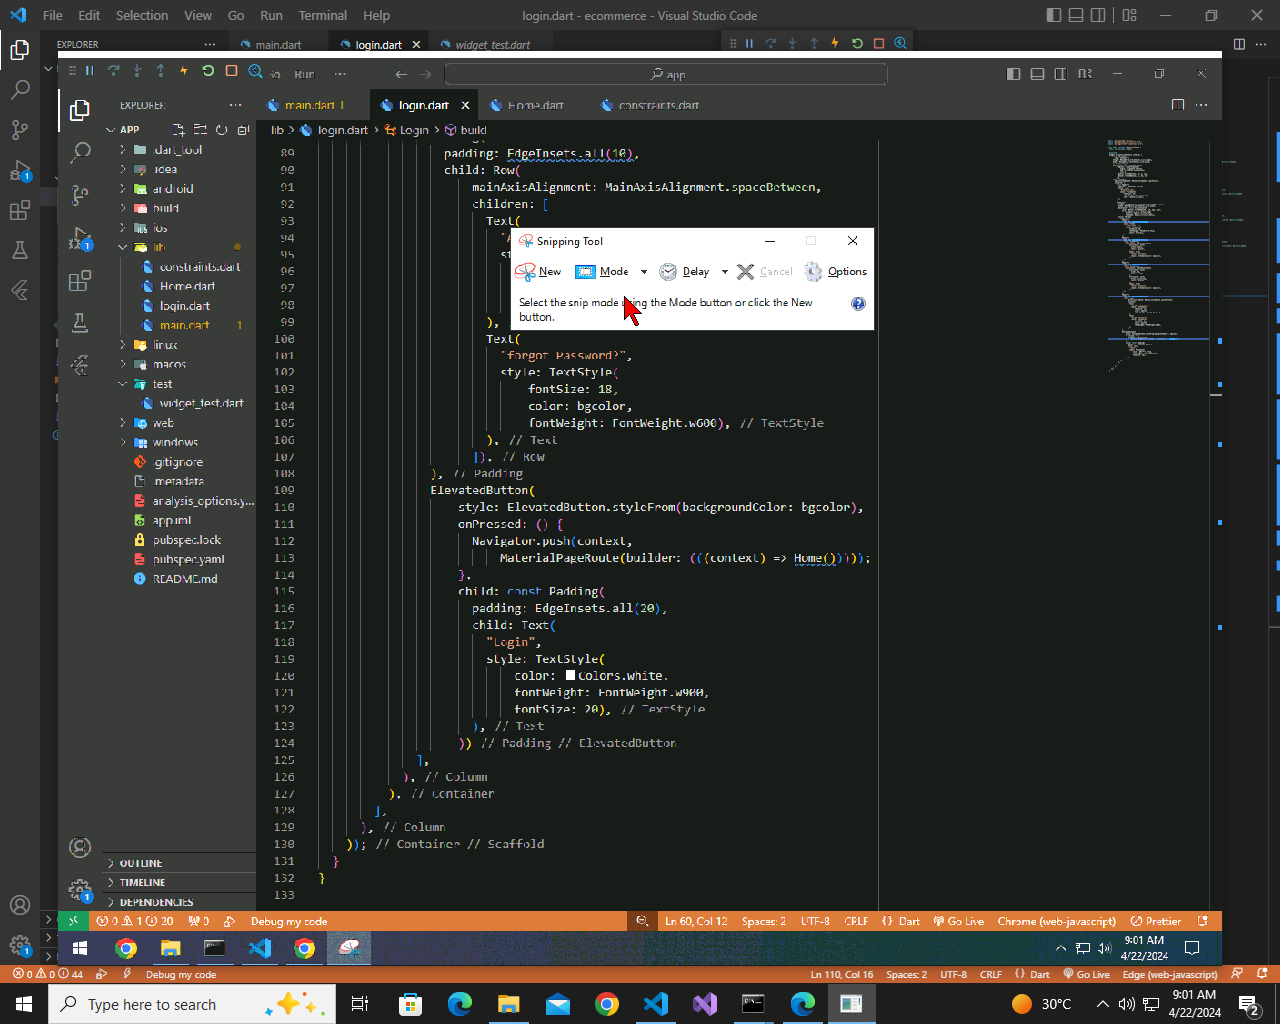 File Edit Selection View Go Run Terminal Help
login.dart - ecommerce - Visual Studio Code
EXPLORER ...
main.dart
login.dart
widget_test.dart
Go Run ...
app
EXPLORER ...
main.dart 1
login.dart
Home.dart
constraints.dart
APP
lib > login.dart > Login > build
.dart_tool
.idea
android
build
ios
lib
constraints.dart
Home.dart
login.dart
main.dart 1
linux
macos
test
widget_test.dart
web
windows
.gitignore
.metadata
analysis_options.y...
app.iml
pubspec.lock
pubspec.yaml
README.md
OUTLINE
TIMELINE
DEPENDENCIES
89 padding: EdgeInsets.all(10),
90 child: Row(
91 mainAxisAlignment: MainAxisAlignment.spaceBetween,
92 children: [
93 Text(
94
95
96
97
98
99 ),
100 Text(
101 "forgot Password?",
102 style: TextStyle(
103 fontSize: 18,
104 color: bgcolor,
105 fontWeight: FontWeight.w600), // TextStyle
106 ), // Text
107 ]), // Row
108 ), // Padding
109 ElevatedButton(
110 style: ElevatedButton.styleFrom(backgroundColor: bgcolor),
111 onPressed: () {
112 Navigator.push(context,
113 MaterialPageRoute(builder: (((context) => Home()))));
114 },
115 child: const Padding(
116 padding: EdgeInsets.all(20),
117 child: Text(
118 "Login",
119 style: TextStyle(
120 color: Colors.white,
121 fontWeight: FontWeight.w900,
122 fontSize: 20), // TextStyle
123 ), // Text
124 )) // Padding // ElevatedButton
125 ],
126 ), // Column
127 ), // Container
128 ],
129 ), // Column
130 )); // Container // Scaffold
131 }
132 }
133
Snipping Tool
New Mode Delay Cancel Options
Select the snip mode using the Mode button or click the New
button.
0 1 20 0 Debug my code
Ln 60, Col 12 Spaces: 2 UTF-8 CRLF {} Dart Go Live Chrome (web-javascript) Prettier
9:01 AM
4/22/2024
0 0 44 Debug my code
Ln 110, Col 16 Spaces: 2 UTF-8 CRLF {} Dart Go Live Edge (web-javascript)
Type here to search
30°C
9:01 AM
4/22/2024
2